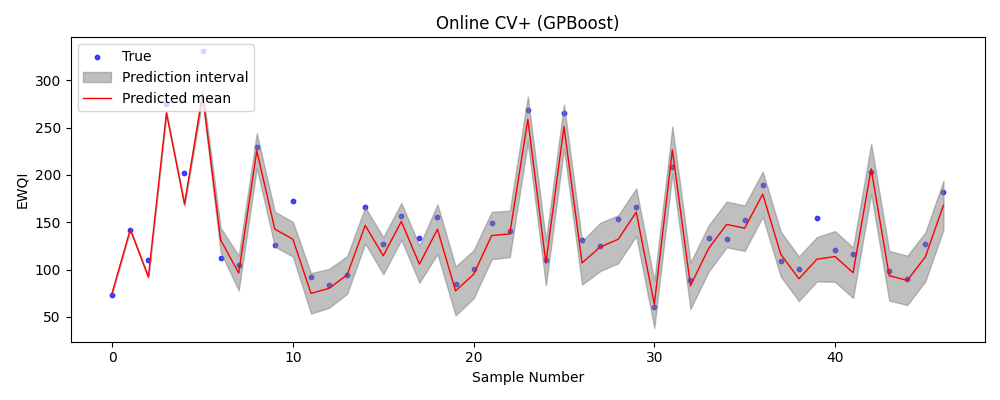 Online CV+ (GPBoost)
True
Prediction interval
Predicted mean
EWQI
300
250
200
150
100
50
0 10 20 30 40
Sample Number